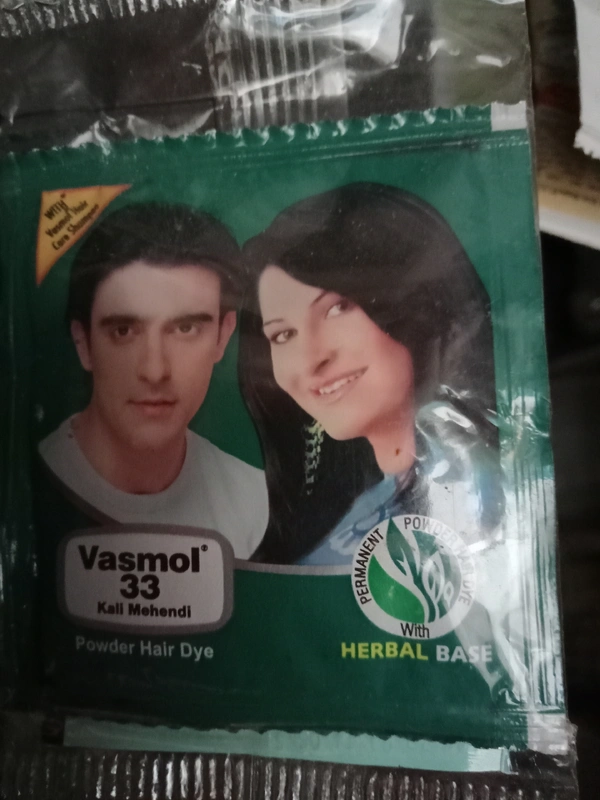 WITH
Vasmol Hair
Care Shampoo
Vasmol®
33
Kali Mehendi
Powder Hair Dye
PERMANENT POWDER HAIR DYE
With
HERBAL BASE